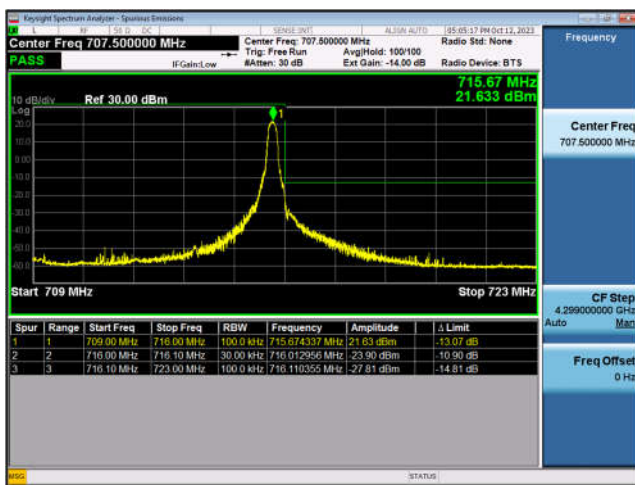 Keysight Spectrum Analyzer - Spurious Emissions
L RF 50 Ω DC SENSE:INT ALIGN AUTO 05:05:17 PM Oct 12, 2023
Center Freq 707.500000 MHz
Center Freq: 707.500000 MHz
Radio Std: None
PASS
Trig: Free Run
Avg|Hold: 100/100
IFGain:Low
#Atten: 30 dB
Ext Gain: -14.00 dB
Radio Device: BTS
715.67 MHz
21.633 dBm
10 dB/div Ref 30.00 dBm
Log
1
20.0
10.0
0.00
-10.0
-20.0
-30.0
-40.0
-50.0
-60.0
Start 709 MHz Stop 723 MHz
Spur Range Start Freq Stop Freq RBW Frequency Amplitude Δ Limit
1 1 709.00 MHz 716.00 MHz 100.0 kHz 715.674337 MHz 21.63 dBm -13.07 dB
2 2 716.00 MHz 716.10 MHz 30.00 kHz 716.012956 MHz -23.90 dBm -10.90 dB
3 3 716.10 MHz 723.00 MHz 100.0 kHz 716.110355 MHz -27.81 dBm -14.81 dB
MSG STATUS
Frequency
Center Freq
707.500000 MHz
CF Step
4.299000000 GHz
Auto Man
Freq Offset
0 Hz